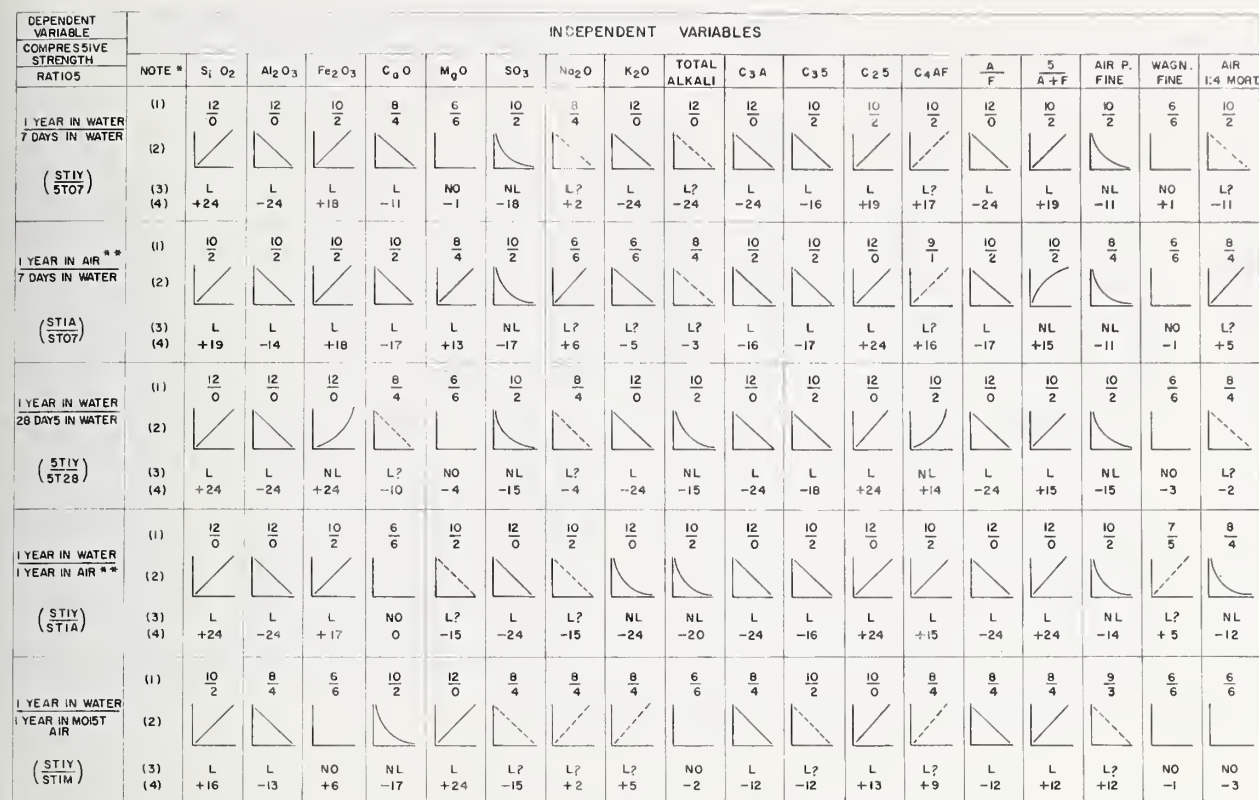 DEPENDENT VARIABLE
COMPRESSIVE STRENGTH
RATIOS
INDEPENDENT VARIABLES
NOTE * SiO2 Al2O3 Fe2O3 CaO MgO SO3 Na2O K2O TOTAL ALKALI C3A C3S C2S C4AF A/F S/A+F AIR P. FINE WAGN. FINE AIR 1:4 MORT
1 YEAR IN WATER / 7 DAYS IN WATER
(ST1Y/ST07)
(1) 12/0 12/0 10/2 8/4 6/6 10/2 8/4 12/0 12/0 12/0 10/2 10/2 10/2 12/0 10/2 10/2 6/6 10/2
(2)
(3) L L L L NO NL L? L L? L L L L? L L NL NO L?
(4) +24 -24 +18 -11 -1 -18 +2 -24 -24 -24 -16 +19 +17 -24 +19 -11 +1 -11
1 YEAR IN AIR ** / 7 DAYS IN WATER
(ST1A/ST07)
(1) 10/2 10/2 10/2 10/2 8/4 10/2 6/6 6/6 8/4 10/2 10/2 12/0 9/1 10/2 10/2 8/4 6/6 8/4
(2)
(3) L L L L L NL L? L? L? L L L L? L NL NL NO L?
(4) +19 -14 +18 -17 +13 -17 +6 -5 -3 -16 -17 +24 +16 -17 +15 -11 -1 +5
1 YEAR IN WATER / 28 DAYS IN WATER
(ST1Y/ST28)
(1) 12/0 12/0 12/0 8/4 6/6 10/2 8/4 12/0 10/2 12/0 10/2 12/0 10/2 12/0 10/2 10/2 6/6 8/4
(2)
(3) L L NL L? NO NL L? L NL L L L NL L L NL NO L?
(4) +24 -24 +24 -10 -4 -15 -4 -24 -15 -24 -18 +24 +14 -24 +15 -15 -3 -2
1 YEAR IN WATER / 1 YEAR IN AIR **
(ST1Y/ST1A)
(1) 12/0 12/0 10/2 6/6 10/2 12/0 10/2 12/0 10/2 12/0 10/2 12/0 10/2 12/0 12/0 10/2 7/5 8/4
(2)
(3) L L L NO L? L L? NL NL L L L L L L NL L? NL
(4) +24 -24 +17 0 -15 -24 -15 -24 -20 -24 -16 +24 +15 -24 +24 -14 +5 -12
1 YEAR IN WATER / 1 YEAR IN MOIST AIR
(ST1Y/ST1M)
(1) 10/2 8/4 6/6 10/2 12/0 8/4 8/4 8/4 6/6 8/4 10/2 10/0 8/4 8/4 8/4 9/3 6/6 6/6
(2)
(3) L L NO NL L L? L? L? NO L L? L L? L L L? NO NO
(4) +16 -13 +6 -17 +24 -15 +2 +5 -2 -12 -12 +13 +9 -12 +12 +12 -1 -3